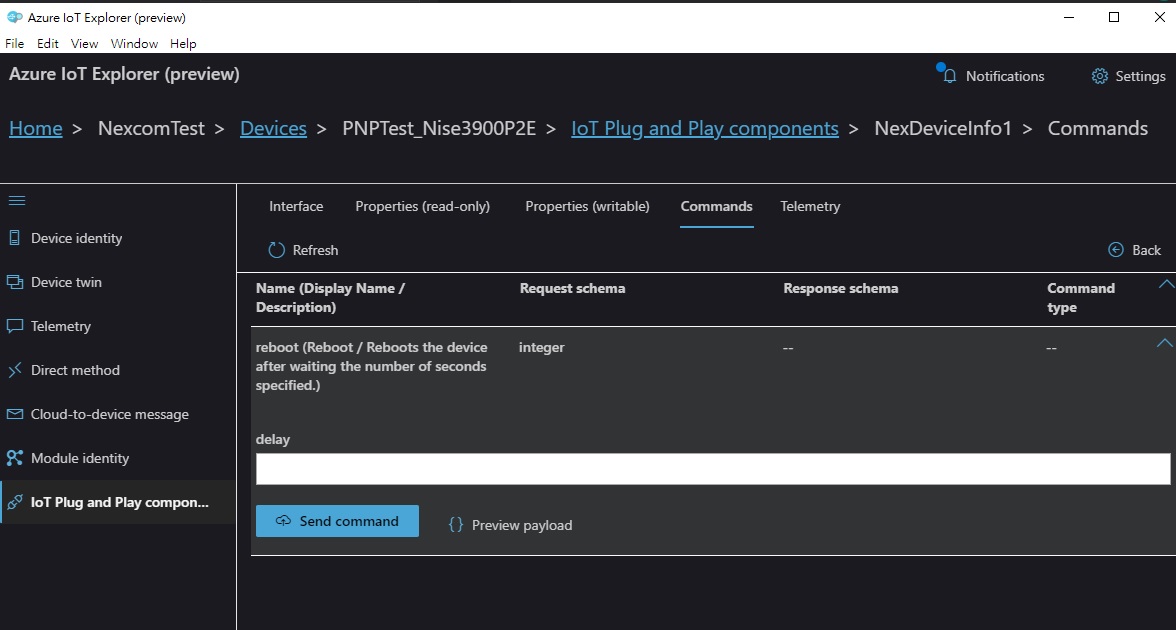 Azure IoT Explorer (preview)
File Edit View Window Help
Azure IoT Explorer (preview)
Notifications
Settings
Home > NexcomTest > Devices > PNPTest_Nise3900P2E > IoT Plug and Play components > NexDeviceInfo1 > Commands
Device identity
Device twin
Telemetry
Direct method
Cloud-to-device message
Module identity
IoT Plug and Play compon...
Interface Properties (read-only) Properties (writable) Commands Telemetry
Refresh
Back
Name (Display Name /
Description)
Request schema
Response schema
Command
type
reboot (Reboot / Reboots the device
after waiting the number of seconds
specified.)
integer
--
--
delay
Send command
{} Preview payload